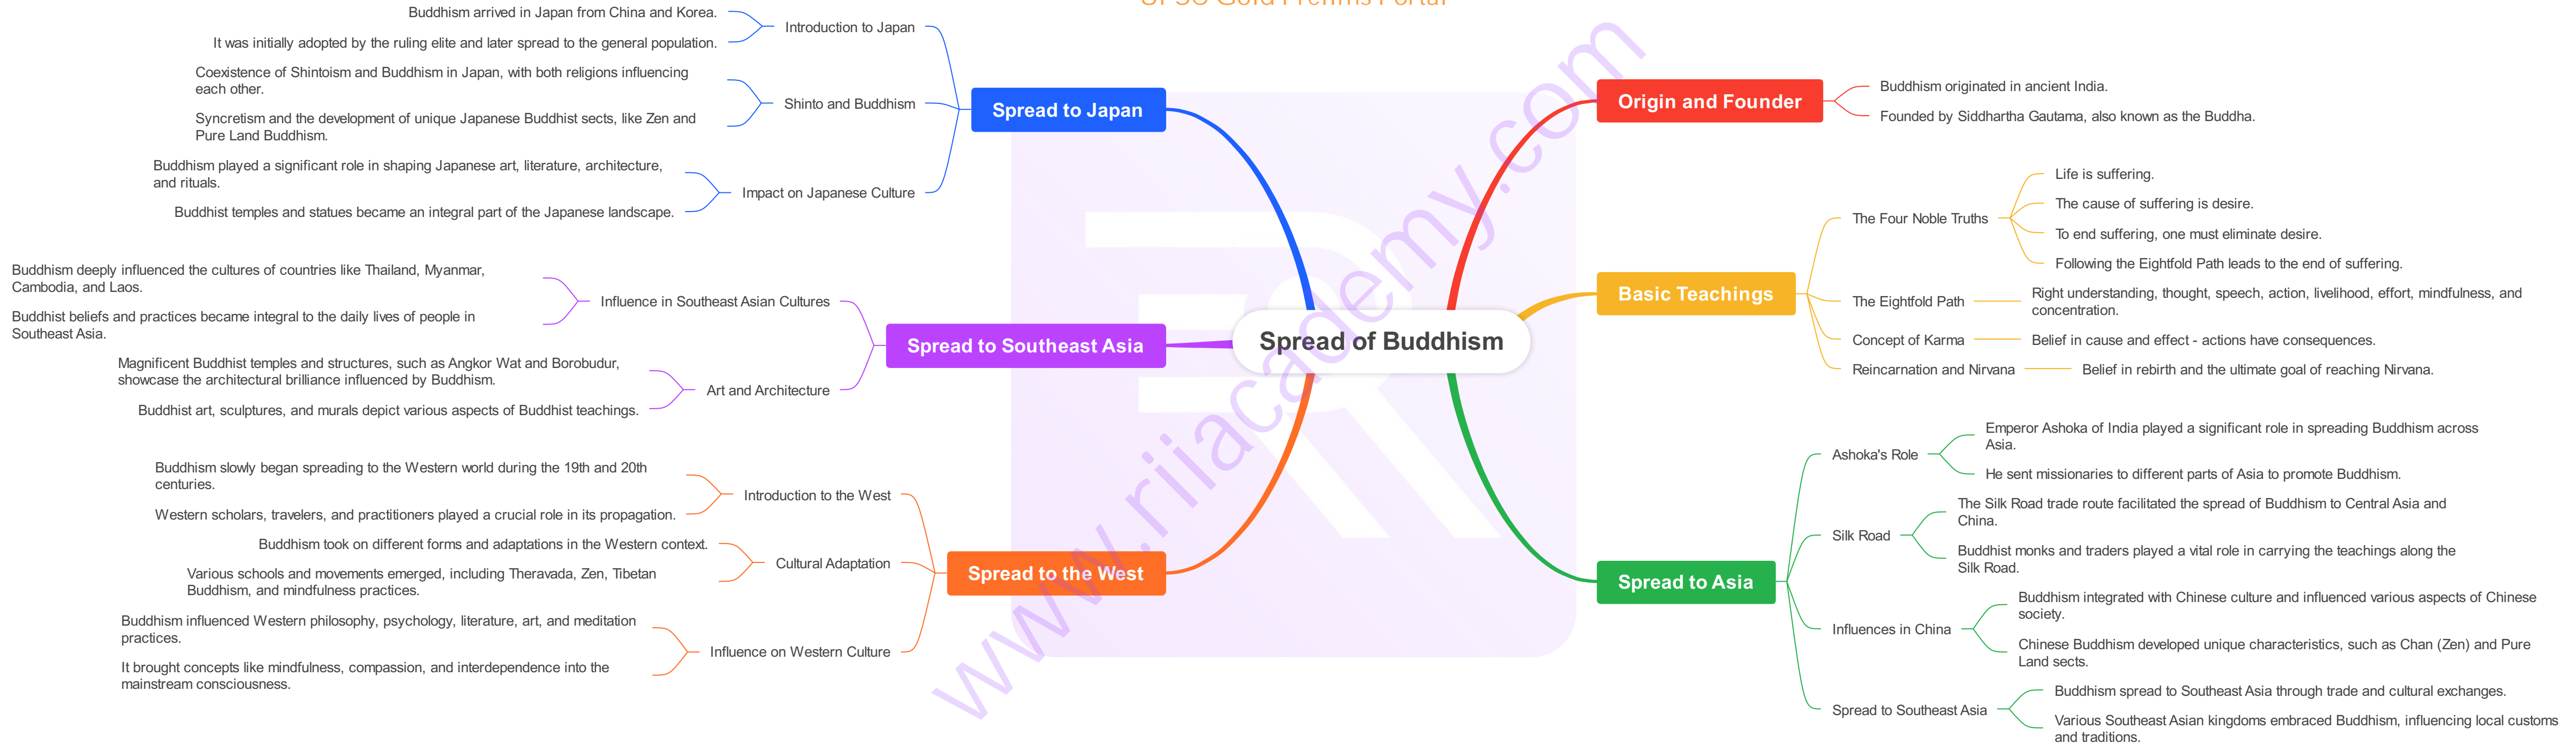 UPSC Gold Prelims Portal
Spread of Buddhism
Origin and Founder
Buddhism originated in ancient India.
Founded by Siddhartha Gautama, also known as the Buddha.
Basic Teachings
The Four Noble Truths
Life is suffering.
The cause of suffering is desire.
To end suffering, one must eliminate desire.
Following the Eightfold Path leads to the end of suffering.
The Eightfold Path
Right understanding, thought, speech, action, livelihood, effort, mindfulness, and
concentration.
Concept of Karma
Belief in cause and effect - actions have consequences.
Reincarnation and Nirvana
Belief in rebirth and the ultimate goal of reaching Nirvana.
Spread to Asia
Ashoka's Role
Emperor Ashoka of India played a significant role in spreading Buddhism across
Asia.
He sent missionaries to different parts of Asia to promote Buddhism.
Silk Road
The Silk Road trade route facilitated the spread of Buddhism to Central Asia and
China.
Buddhist monks and traders played a vital role in carrying the teachings along the
Silk Road.
Influences in China
Buddhism integrated with Chinese culture and influenced various aspects of Chinese
society.
Chinese Buddhism developed unique characteristics, such as Chan (Zen) and Pure
Land sects.
Spread to Southeast Asia
Buddhism spread to Southeast Asia through trade and cultural exchanges.
Various Southeast Asian kingdoms embraced Buddhism, influencing local customs
and traditions.
Spread to Japan
Introduction to Japan
Buddhism arrived in Japan from China and Korea.
It was initially adopted by the ruling elite and later spread to the general population.
Shinto and Buddhism
Coexistence of Shintoism and Buddhism in Japan, with both religions influencing
each other.
Syncretism and the development of unique Japanese Buddhist sects, like Zen and
Pure Land Buddhism.
Impact on Japanese Culture
Buddhism played a significant role in shaping Japanese art, literature, architecture,
and rituals.
Buddhist temples and statues became an integral part of the Japanese landscape.
Spread to Southeast Asia
Influence in Southeast Asian Cultures
Buddhism deeply influenced the cultures of countries like Thailand, Myanmar,
Cambodia, and Laos.
Buddhist beliefs and practices became integral to the daily lives of people in
Southeast Asia.
Art and Architecture
Magnificent Buddhist temples and structures, such as Angkor Wat and Borobudur,
showcase the architectural brilliance influenced by Buddhism.
Buddhist art, sculptures, and murals depict various aspects of Buddhist teachings.
Spread to the West
Introduction to the West
Buddhism slowly began spreading to the Western world during the 19th and 20th
centuries.
Western scholars, travelers, and practitioners played a crucial role in its propagation.
Cultural Adaptation
Buddhism took on different forms and adaptations in the Western context.
Various schools and movements emerged, including Theravada, Zen, Tibetan
Buddhism, and mindfulness practices.
Influence on Western Culture
Buddhism influenced Western philosophy, psychology, literature, art, and meditation
practices.
It brought concepts like mindfulness, compassion, and interdependence into the
mainstream consciousness.